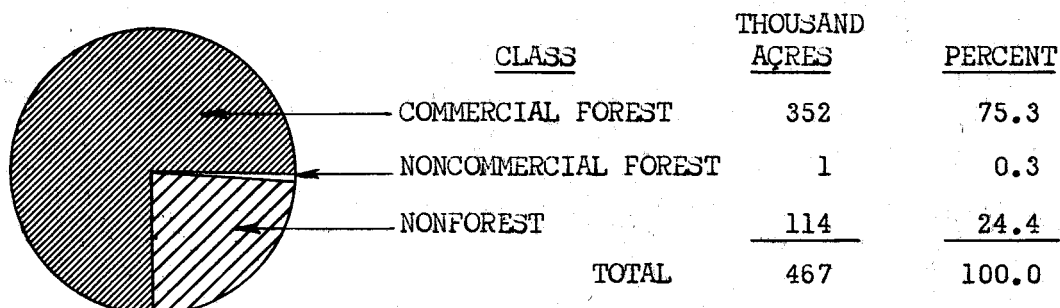 THOUSAND
CLASS AÇRES PERCENT
COMMERCIAL FOREST 352 75.3
NONCOMMERCIAL FOREST 1 0.3
NONFOREST 114 24.4
TOTAL 467 100.0